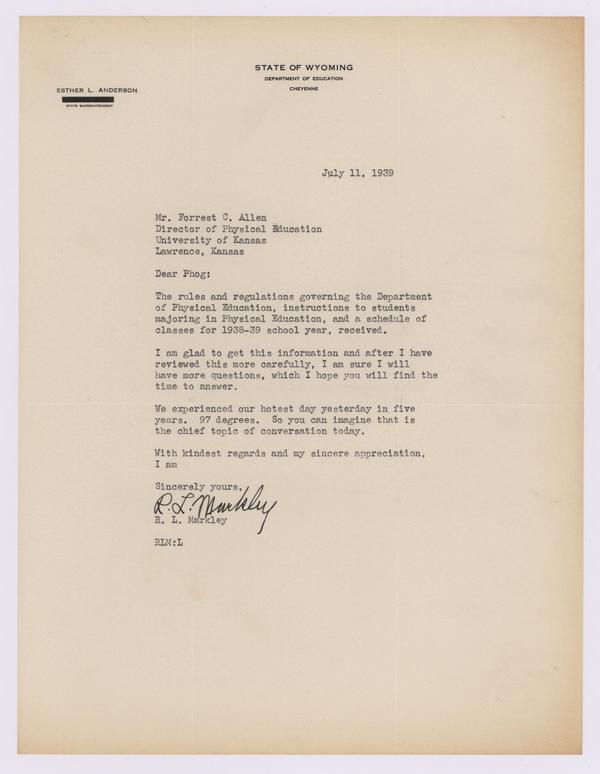 STATE OF WYOMING
DEPARTMENT OF EDUCATION
CHEYENNE
ESTHER L. ANDERSON
STATE SUPERINTENDENT
July 11, 1939
Mr. Forrest C. Allen
Director of Physical Education
University of Kansas
Lawrence, Kansas
Dear Phog:
The rules and regulations governing the Department
of Physical Education, instructions to students
majoring in Physical Education, and a schedule of
classes for 1938-39 school year, received.
I am glad to get this information and after I have
reviewed this more carefully, I am sure I will
have more questions, which I hope you will find the
time to answer.
We experienced our hotest day yesterday in five
years. 97 degrees. So you can imagine that is
the chief topic of conversation today.
With kindest regards and my sincere appreciation,
I am
Sincerely yours,
R. L. Markley
R. L. Markley
RLM:L